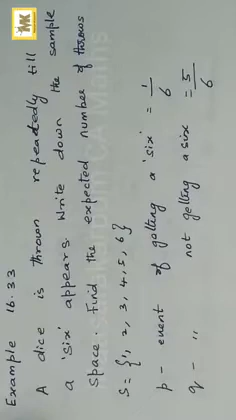 Example 16.33
A dice is thrown repeatedly till
a 'six' appears. Write down the sample
space. Find the expected number of throws
S = {1, 2, 3, 4, 5, 6}
p - event of getting a 'six' = 1/6
q - " not getting a six = 5/6